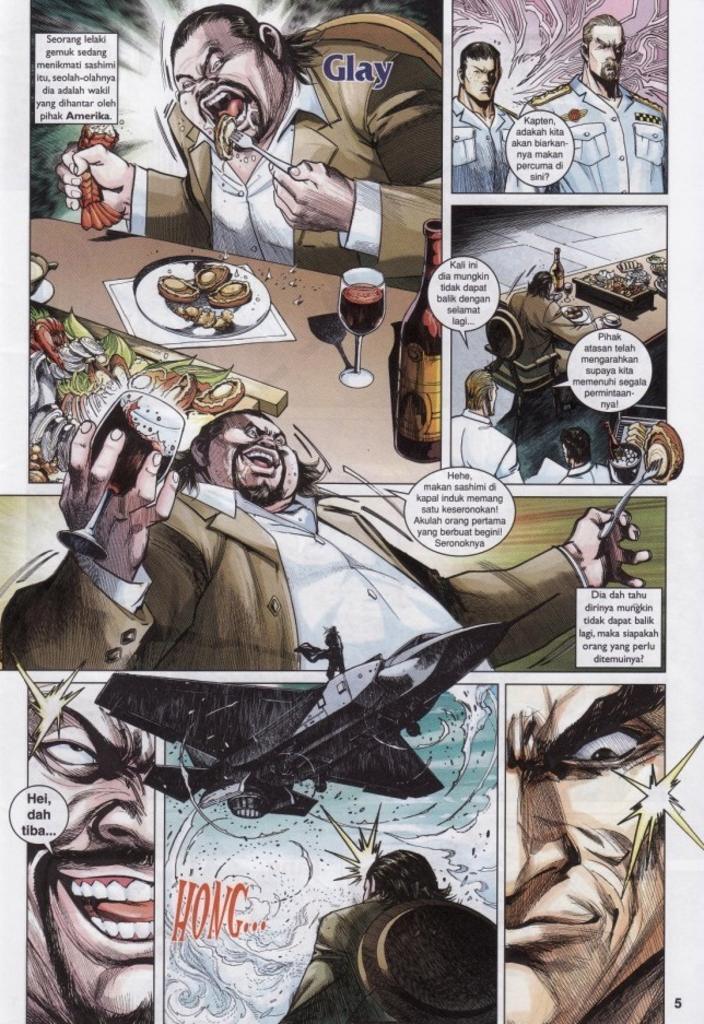 Seorang lelaki
gemuk sedang
menikmati sashimi
itu, seolah-olahnya
dia adalah wakil
yang dihantar oleh
pihak Amerika.
Glay
Kapten,
adakah kita
akan biarkan-
nya makan
percuma di
sini?
Kali ini
dia mungkin
tidak dapat
balik dengan
selamat
lagi...
Pihak
atasan telah
mengarahkan
supaya kita
memenuhi segala
permintaan-
nya!
Hehe,
makan sashimi di
kapal induk memang
satu keseronokan!
Akulah orang pertama
yang berbuat begini!
Seronoknya
Dia dah tahu
dirinya mungkin
tidak dapat balik
lagi, maka siapakah
orang yang perlu
ditemuinya?
Hei,
dah
tiba...
HONG...
5